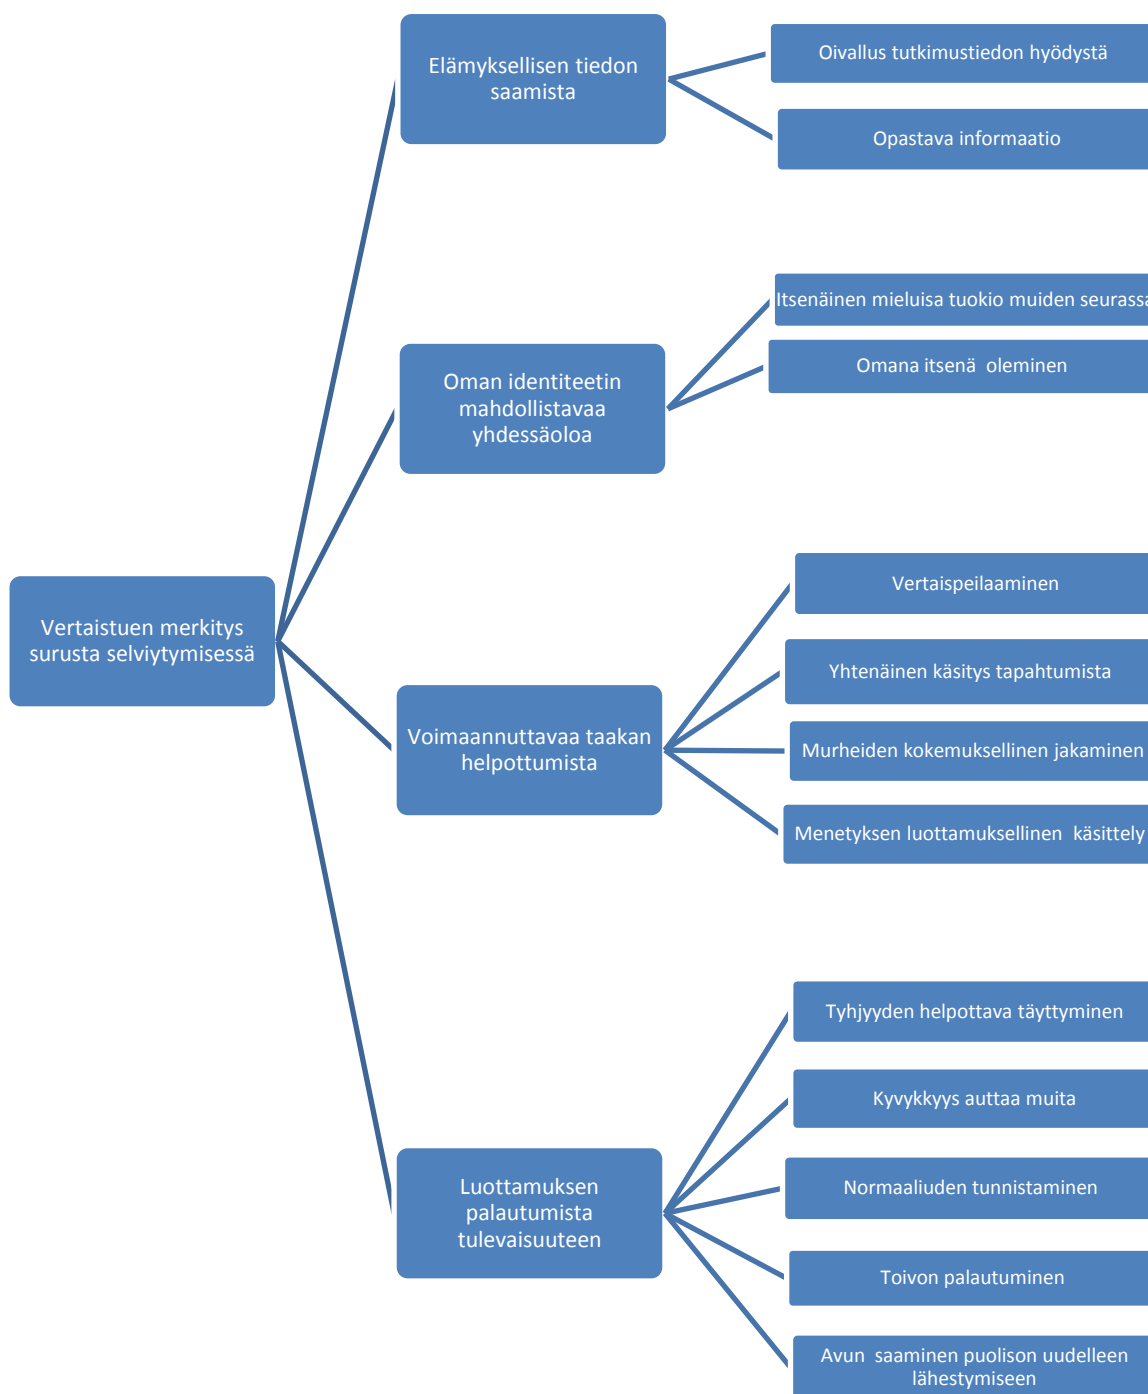 Vertaistuen merkitys
surusta selviytymisessä
Elämyksellisen tiedon
saamista
Oivallus tutkimustiedon hyödystä
Opastava informaatio
Oman identiteetin
mahdollistavaa
yhdessäoloa
Itsenäinen mieluisa tuokio muiden seurassa
Omana itsenä  oleminen
Voimaannuttavaa taakan
helpottumista
Vertaispeilaaminen
Yhtenäinen käsitys tapahtumista
Murheiden kokemuksellinen jakaminen
Menetyksen luottamuksellinen  käsittely
Luottamuksen
palautumista
tulevaisuuteen
Tyhjyyden helpottava täyttyminen
Kyvykkyys auttaa muita
Normaaliuden tunnistaminen
Toivon palautuminen
Avun  saaminen puolison uudelleen
lähestymiseen